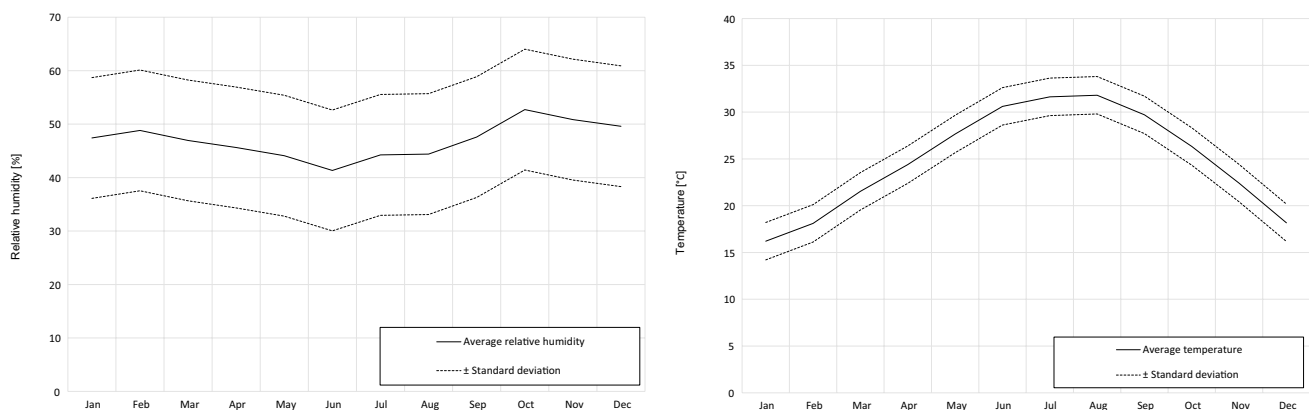 Relative humidity [%]
70
60
50
40
30
20
10
0
Jan Feb Mar Apr May Jun Jul Aug Sep Oct Nov Dec
Average relative humidity
± Standard deviation
Temperature [°C]
40
35
30
25
20
15
10
5
0
Jan Feb Mar Apr May Jun Jul Aug Sep Oct Nov Dec
Average temperature
± Standard deviation